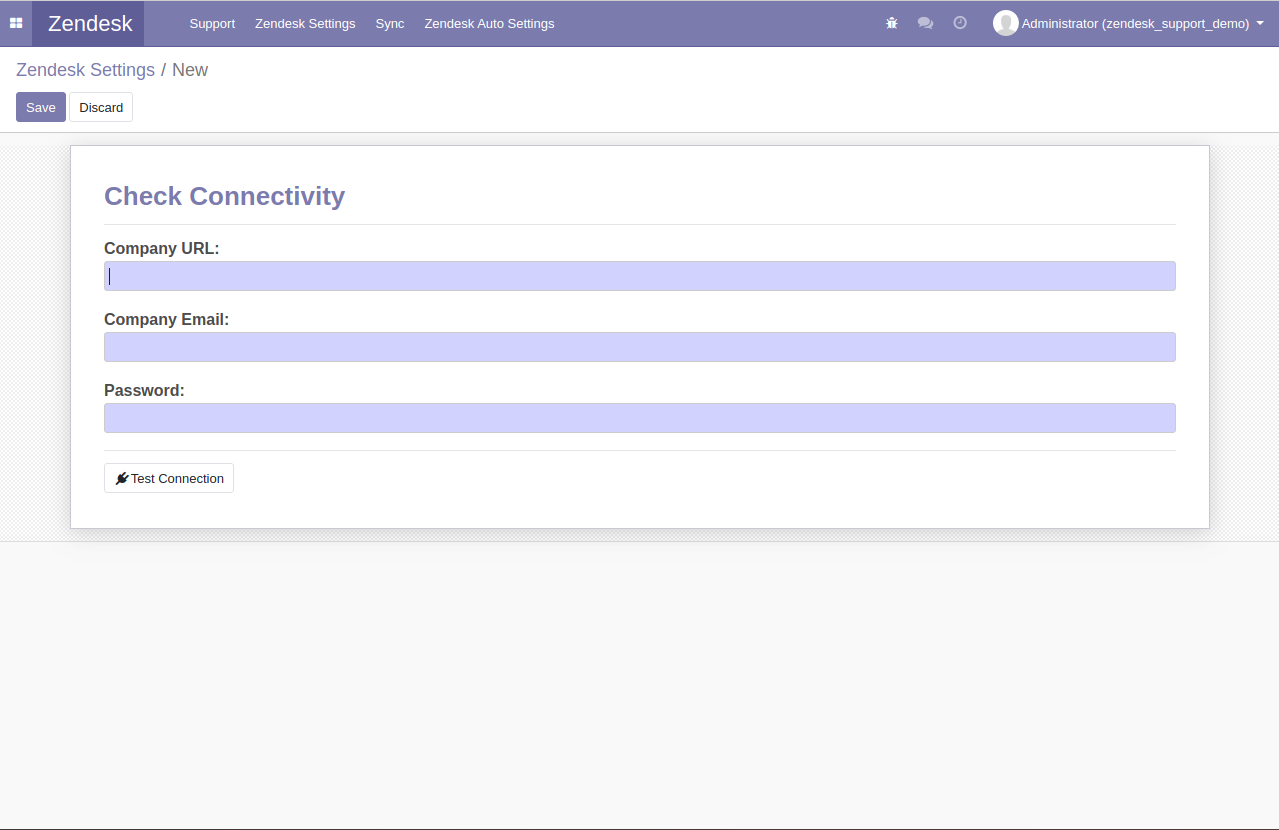 Zendesk Support Zendesk Settings Sync Zendesk Auto Settings Administrator (zendesk_support_demo)
Zendesk Settings / New
Save Discard
Check Connectivity
Company URL:
Company Email:
Password:
Test Connection